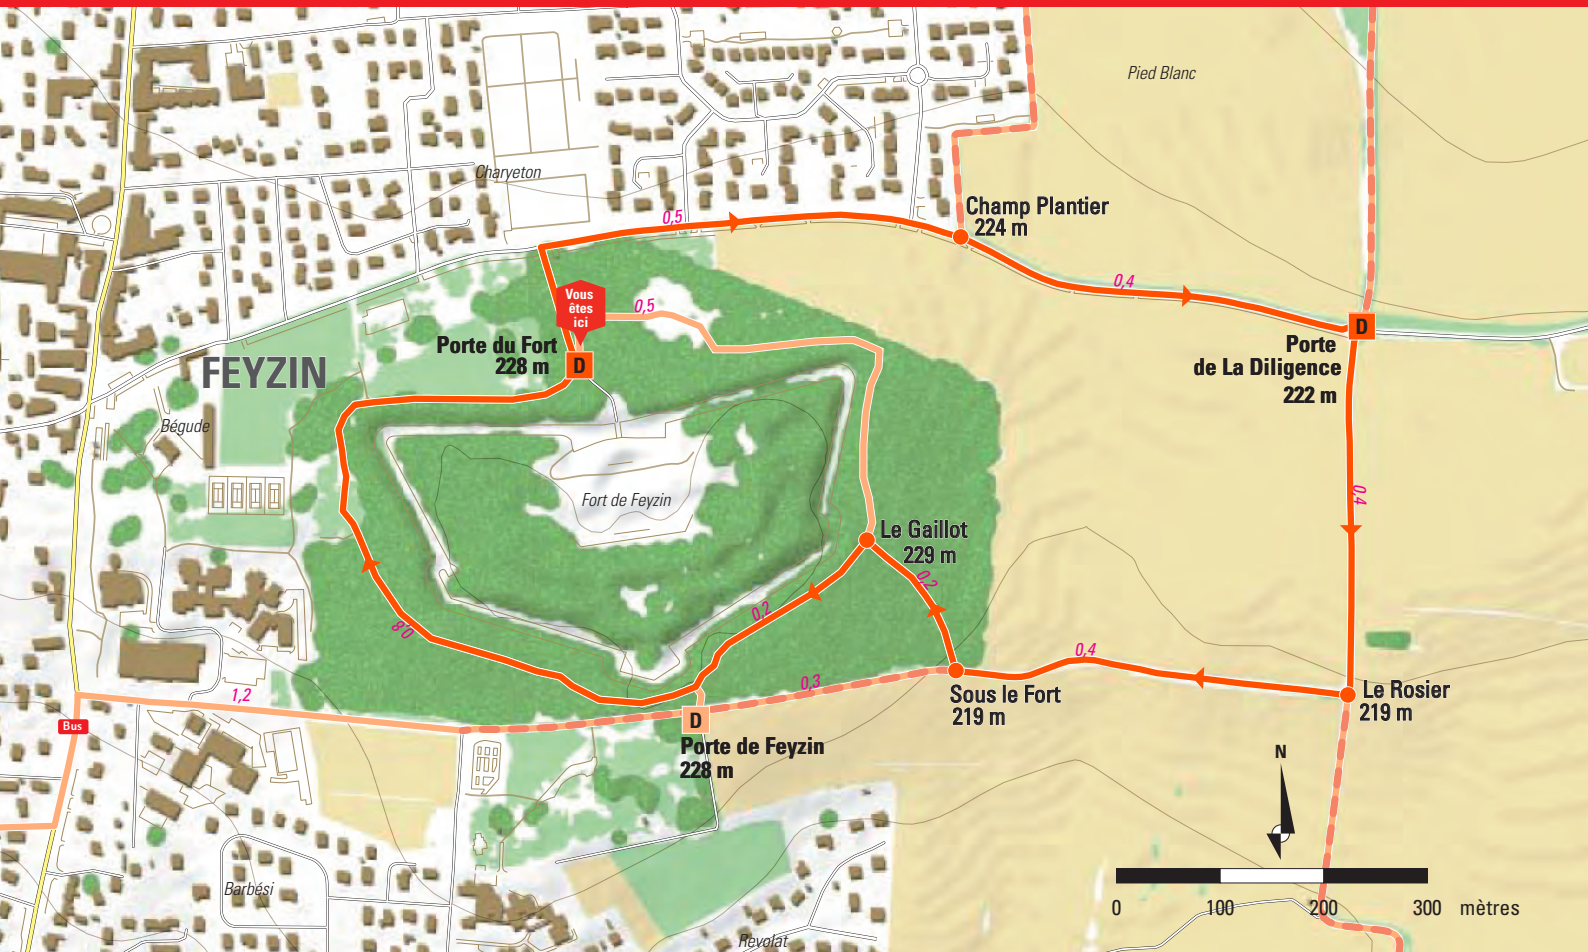 Pied Blanc
Charyeton
0,5
Champ Plantier
224 m
0,4
Vous
êtes
ici
0,5
Porte du Fort
228 m
D
D
Porte
de La Diligence
222 m
FEYZIN
Bégude
Fort de Feyzin
0,4
Le Gaillot
229 m
0,2
0,2
0,8
0,4
0,3
1,2
Sous le Fort
219 m
Le Rosier
219 m
Bus
D
Porte de Feyzin
228 m
N
Barbési
Revolat
0 100 200 300 mètres